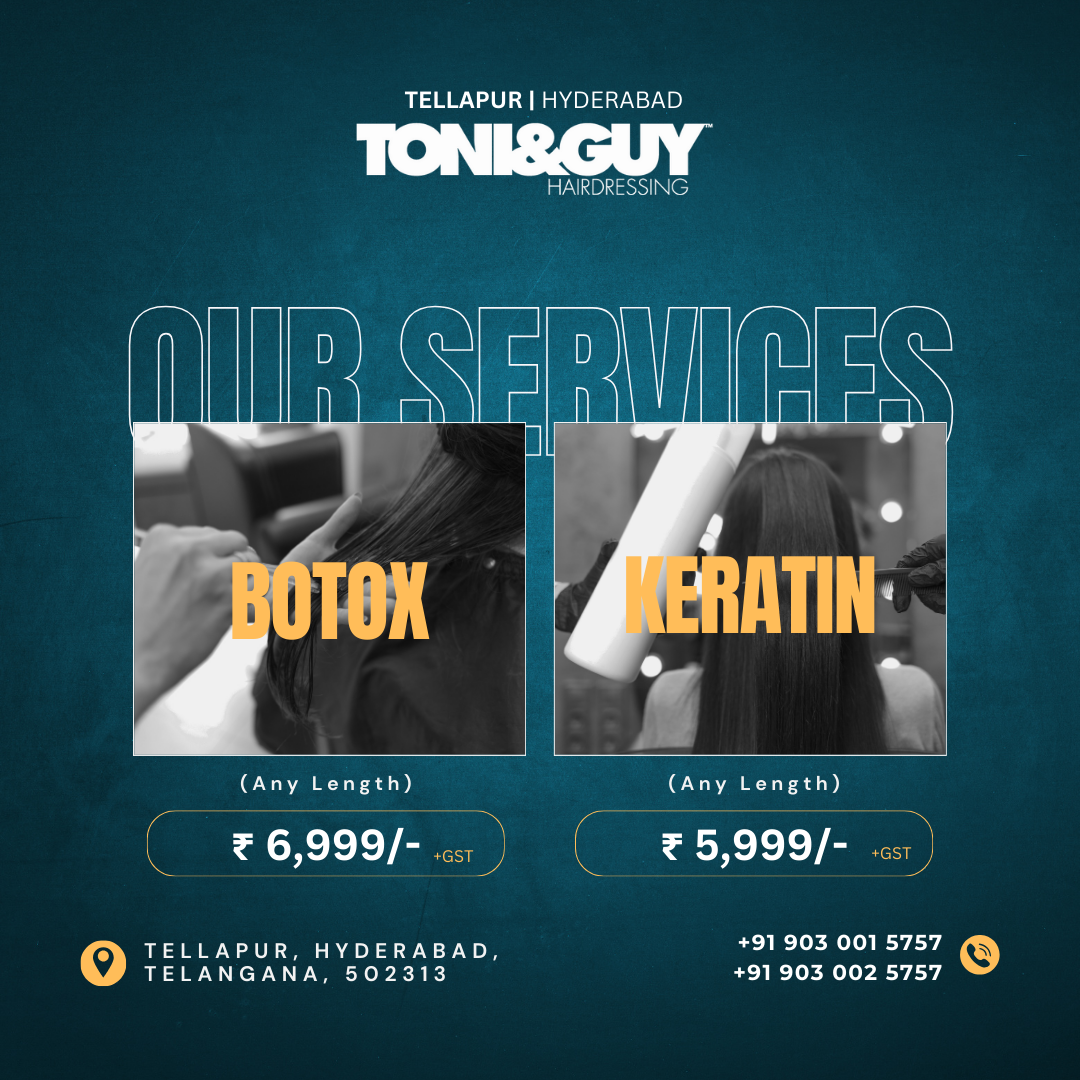 TELLAPUR | HYDERABAD
TONI&GUY™
HAIRDRESSING
OUR SERVICES
BOTOX
KERATIN
(Any Length)
(Any Length)
₹ 6,999/- +GST
₹ 5,999/- +GST
TELLAPUR, HYDERABAD,
TELANGANA, 502313
+91 903 001 5757
+91 903 002 5757